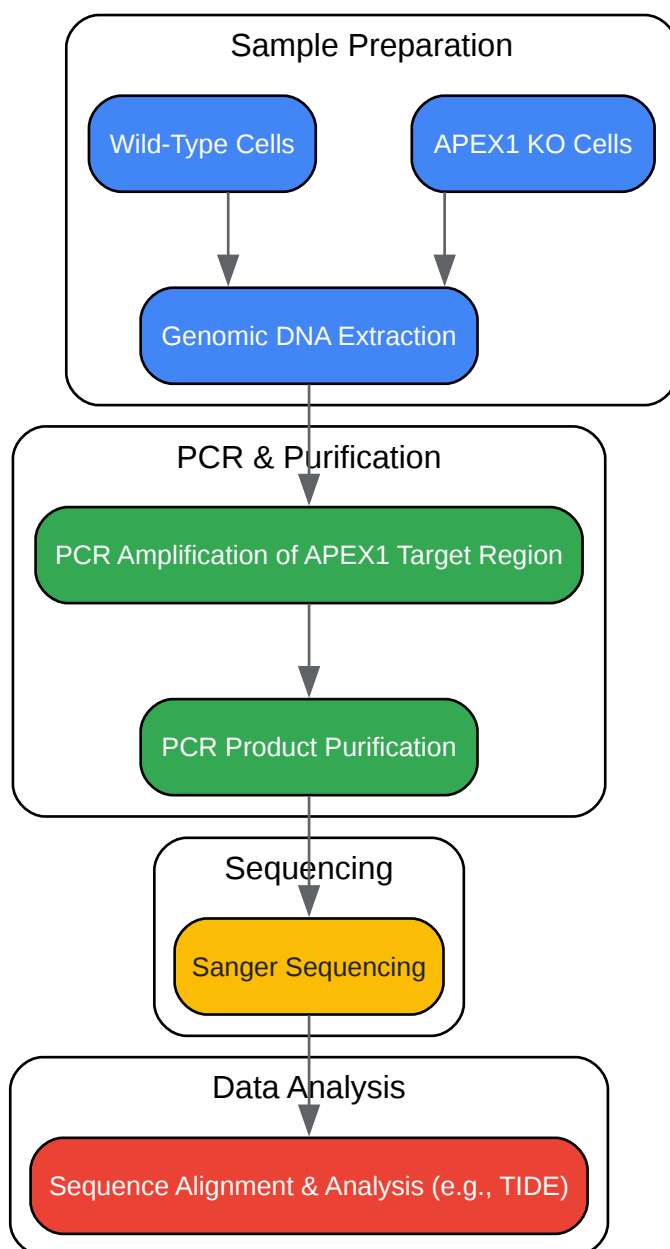 Sample Preparation
Wild-Type Cells
APEX1 KO Cells
Genomic DNA Extraction
PCR & Purification
PCR Amplification of APEX1 Target Region
PCR Product Purification
Sequencing
Sanger Sequencing
Data Analysis
Sequence Alignment & Analysis (e.g., TIDE)